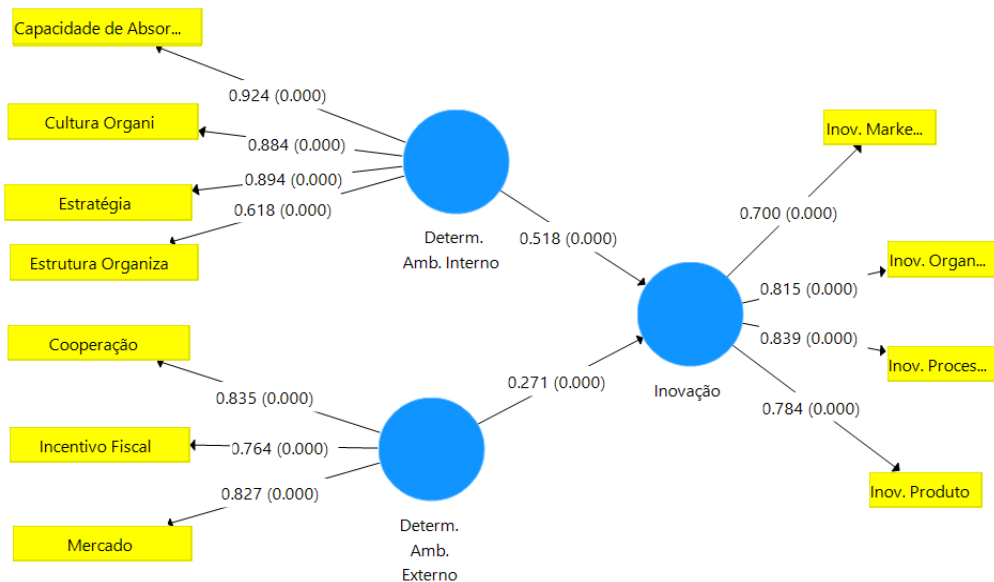 Capacidade de Absor...
0.924 (0.000)
Cultura Organi
0.884 (0.000)
0.894 (0.000)
Estratégia
0.618 (0.000)
Estrutura Organiza
Determ.
Amb. Interno
0.518 (0.000)
Cooperação
0.835 (0.000)
Incentivo Fiscal
0.764 (0.000)
0.827 (0.000)
Mercado
Determ.
Amb.
Externo
0.271 (0.000)
Inovação
Inov. Marke...
0.700 (0.000)
Inov. Organ...
0.815 (0.000)
0.839 (0.000)
Inov. Proces...
0.784 (0.000)
Inov. Produto